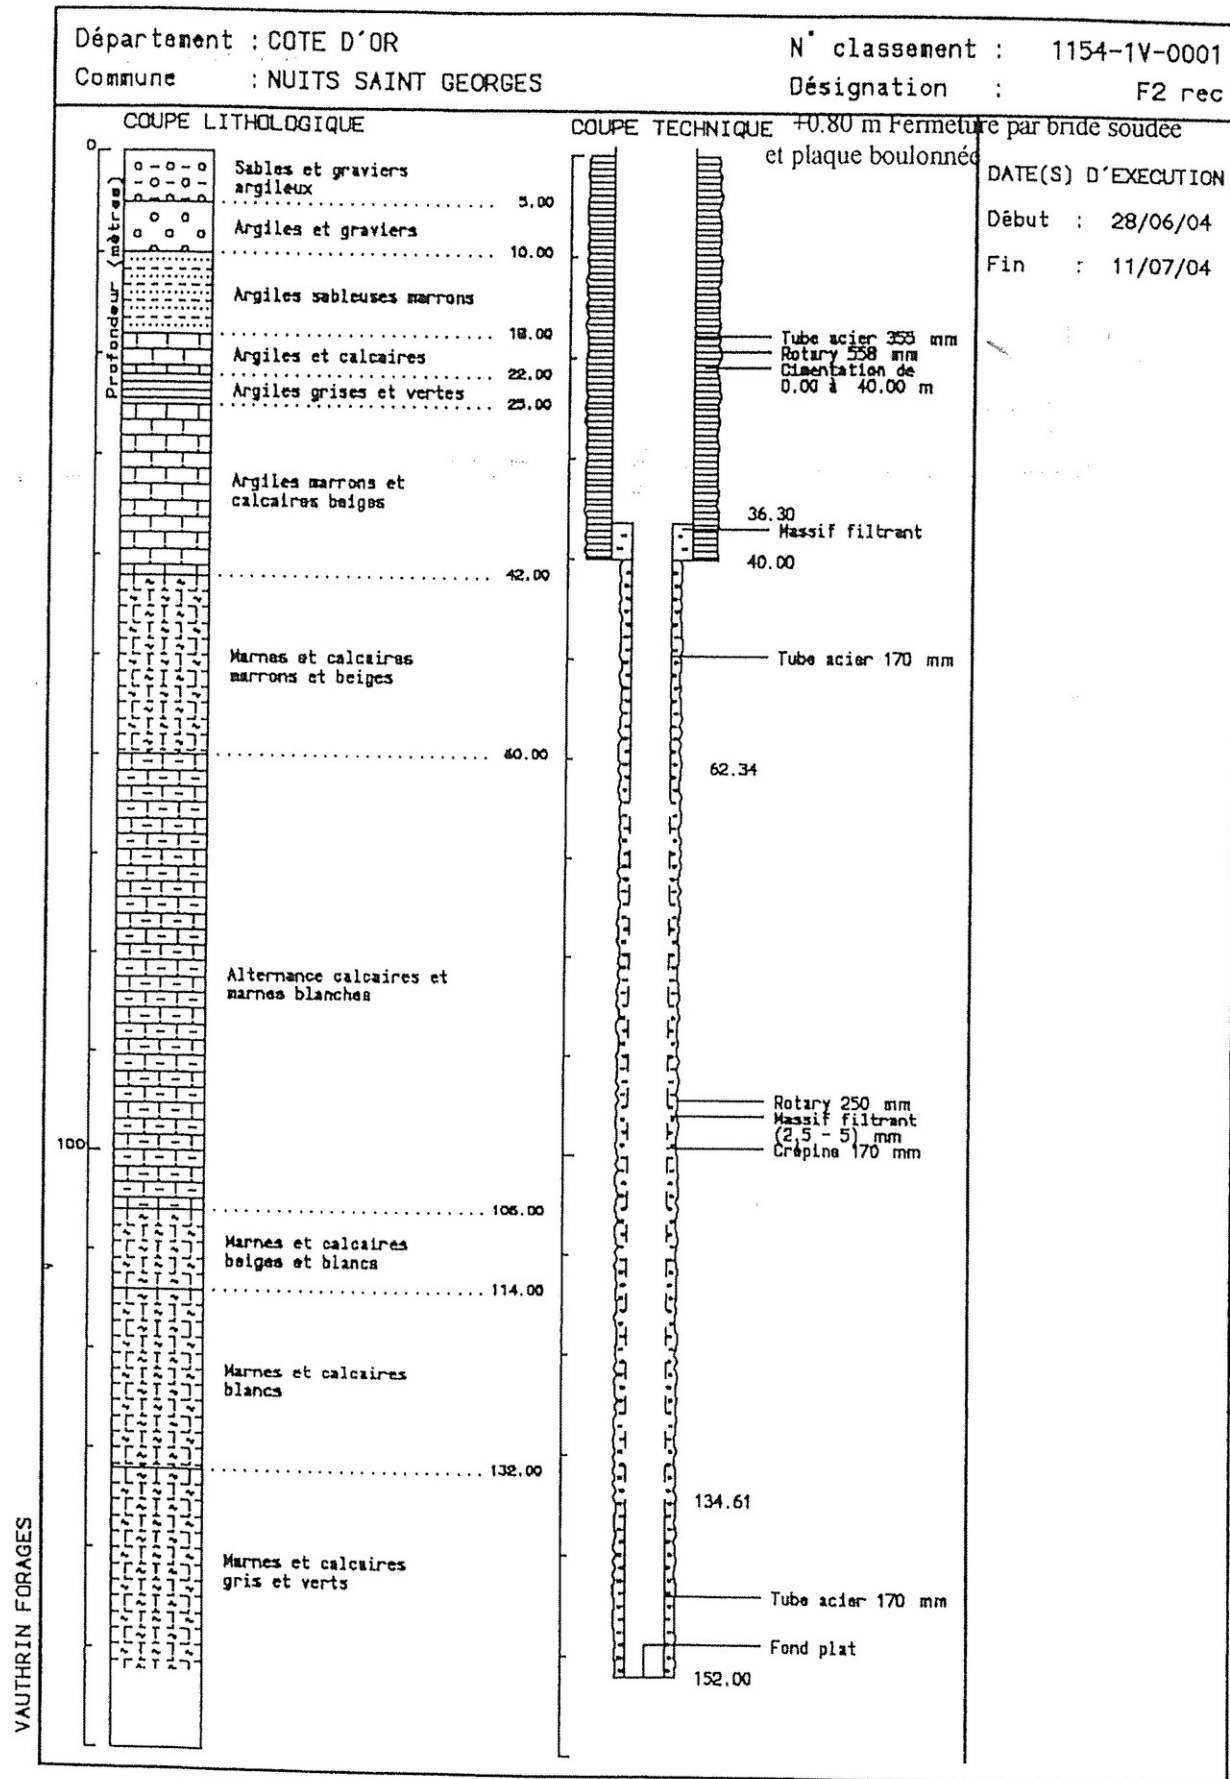 Département : COTE D'OR
Commune : NUITS SAINT GEORGES
N° classement : 1154-1V-0001
Désignation : F2 rec
COUPE LITHOLOGIQUE
COUPE TECHNIQUE
+0.80 m Fermeture par bride soudée
et plaque boulonnée
DATE(S) D'EXECUTION
Début : 28/06/04
Fin : 11/07/04
profondeur (mètres)
0
100
Sables et graviers
argileux
5.00
Argiles et graviers
10.00
Argiles sableuses marrons
18.00
Argiles et calcaires
22.00
Argiles grises et vertes
25.00
Argiles marrons et
calcaires beiges
42.00
Marnes et calcaires
marrons et beiges
60.00
Alternance calcaires et
marnes blanches
106.00
Marnes et calcaires
beiges et blancs
114.00
Marnes et calcaires
blancs
132.00
Marnes et calcaires
gris et verts
Tube acier 355 mm
Rotary 558 mm
Cimentation de
0.00 à 40.00 m
36.30
Massif filtrant
40.00
Tube acier 170 mm
62.34
Rotary 250 mm
Massif filtrant
(2,5 - 5) mm
Crépine 170 mm
134.61
Tube acier 170 mm
Fond plat
152.00
VAUTHRIN FORAGES